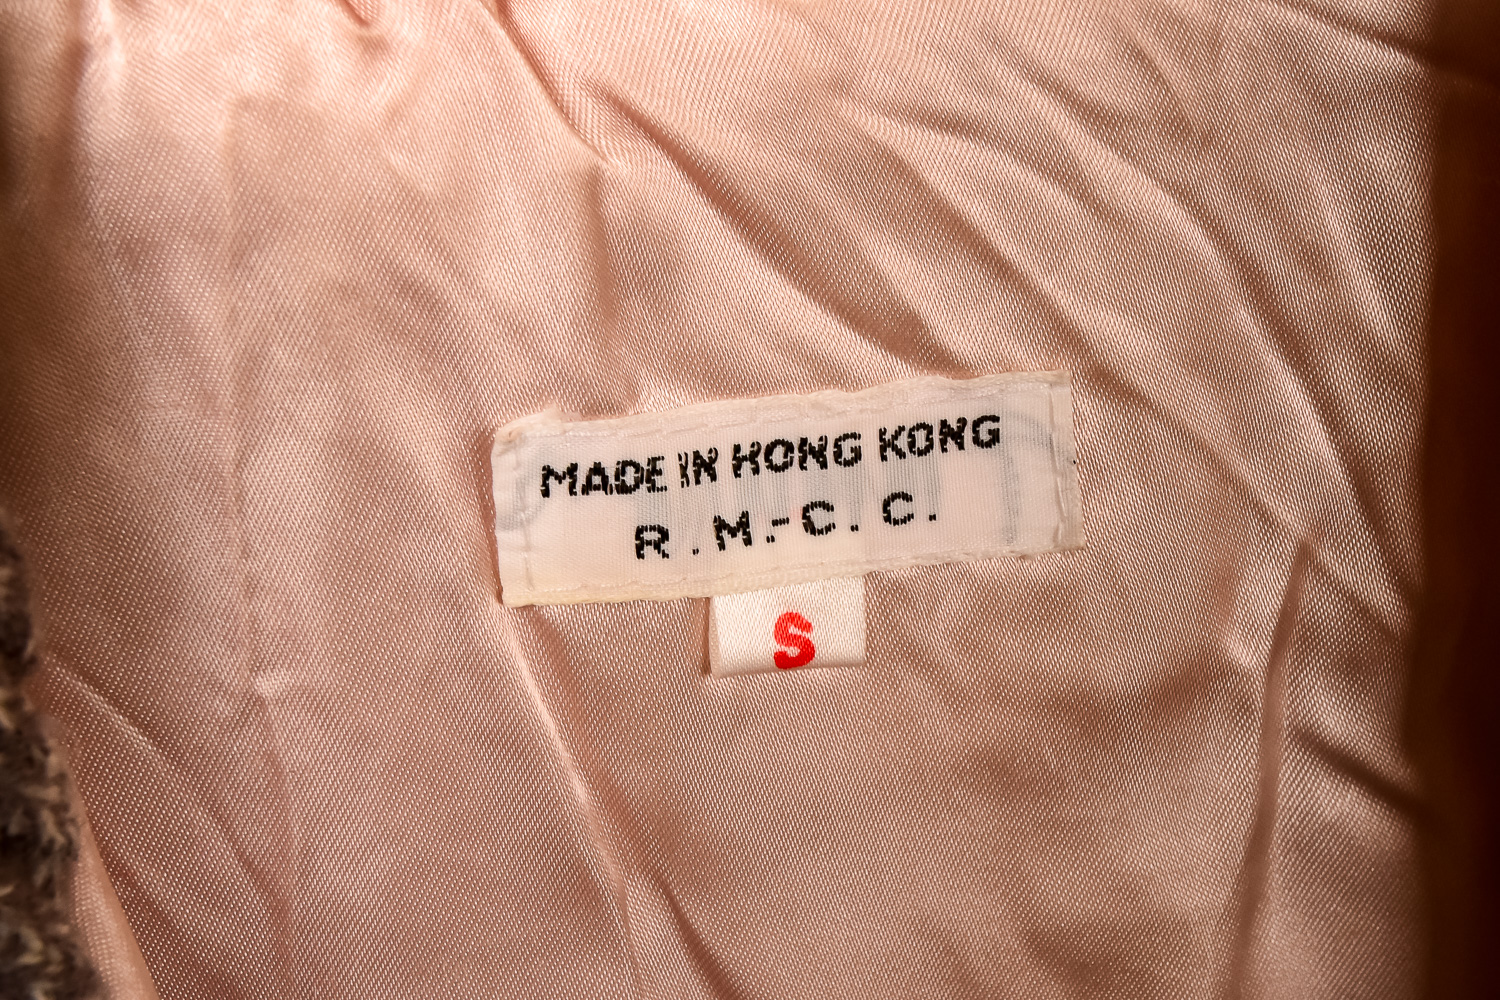 MADE IN HONG KONG
R.M.-C.C.
S